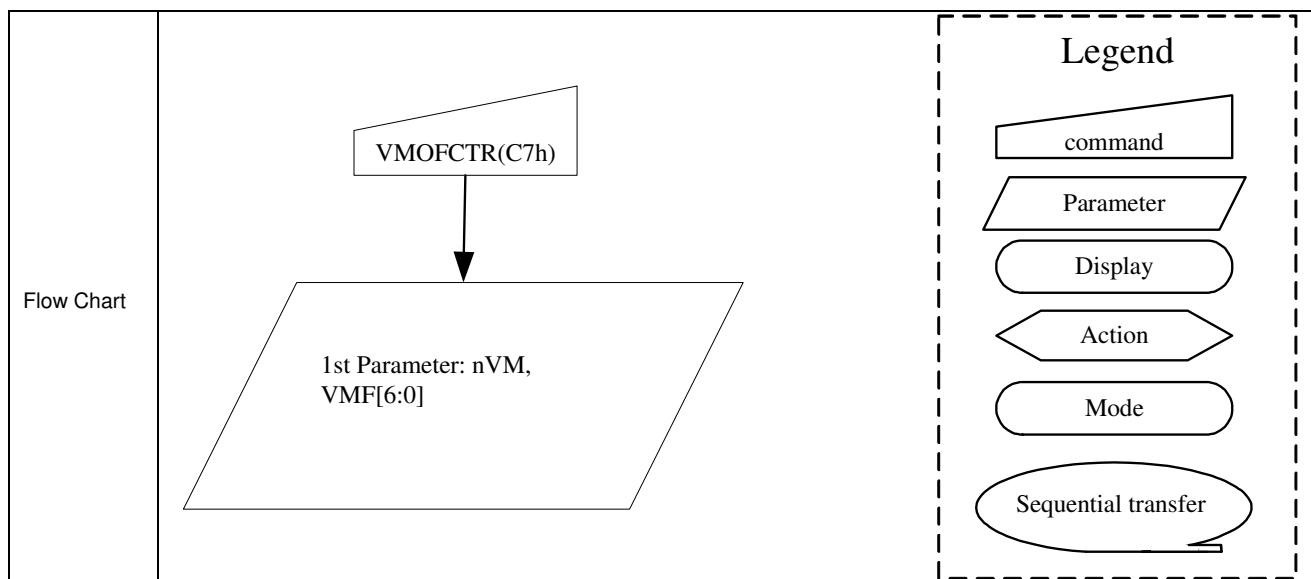 Flow Chart
VMOFCTR(C7h)
1st Parameter: nVM,
VMF[6:0]
Legend
command
Parameter
Display
Action
Mode
Sequential transfer